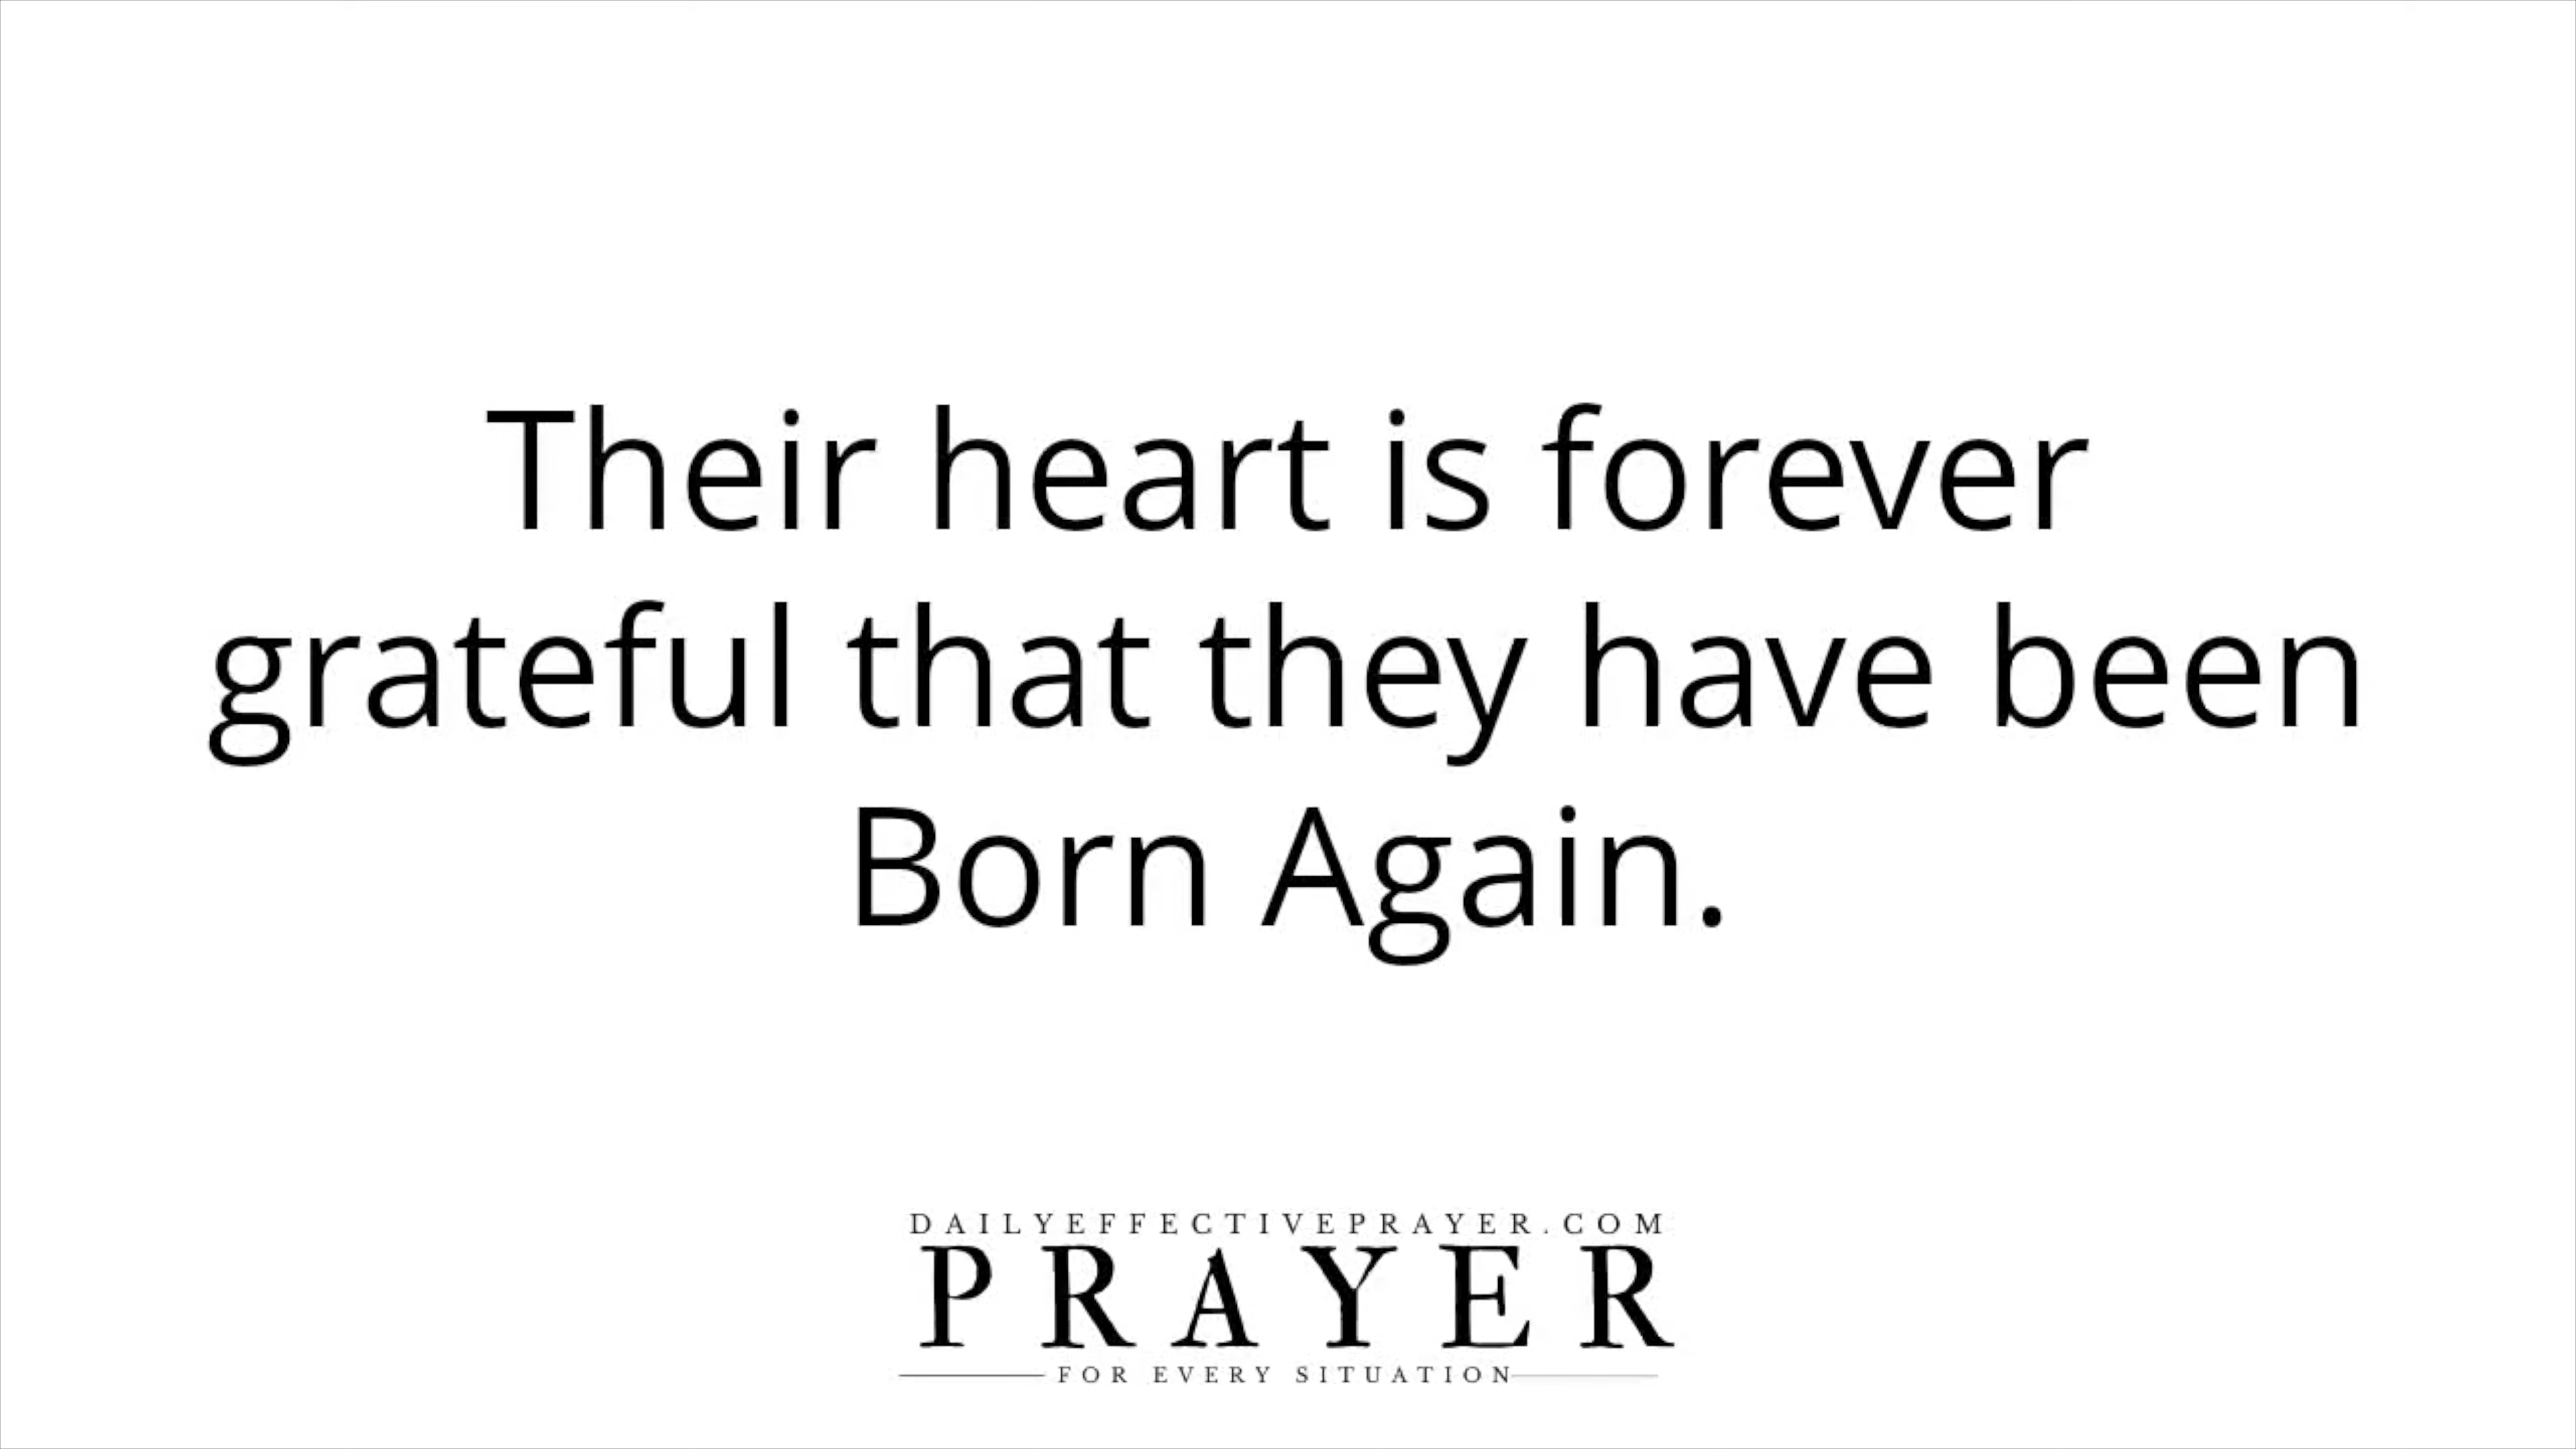 Their heart is forever
grateful that they have been
Born Again.
DAILYEFFECTIVEPRAYER.COM
PRAYER
FOR EVERY SITUATION